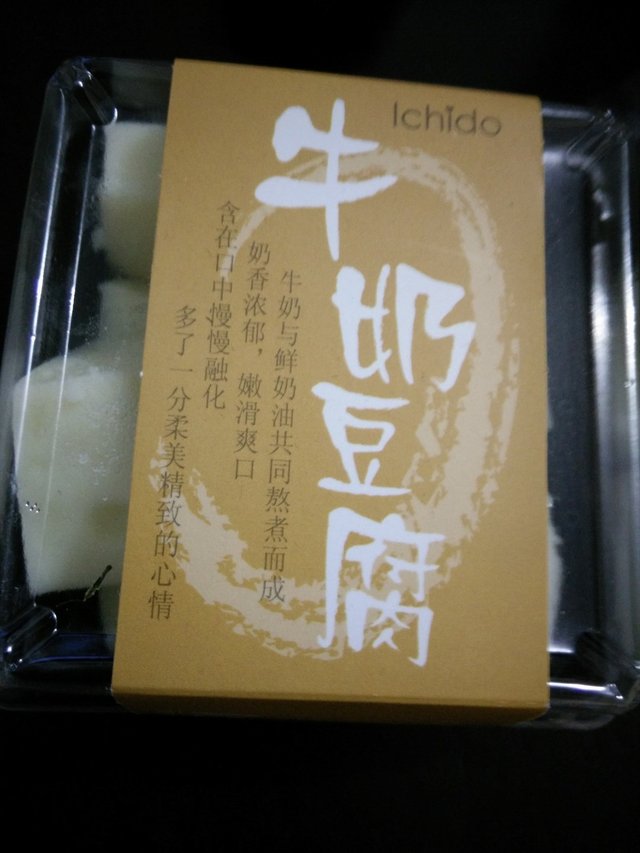 Ichido
牛奶豆腐
牛奶与鲜奶油共同熬煮而成
奶香浓郁，嫩滑爽口
含在口中慢慢融化
多了一分柔美精致的心情